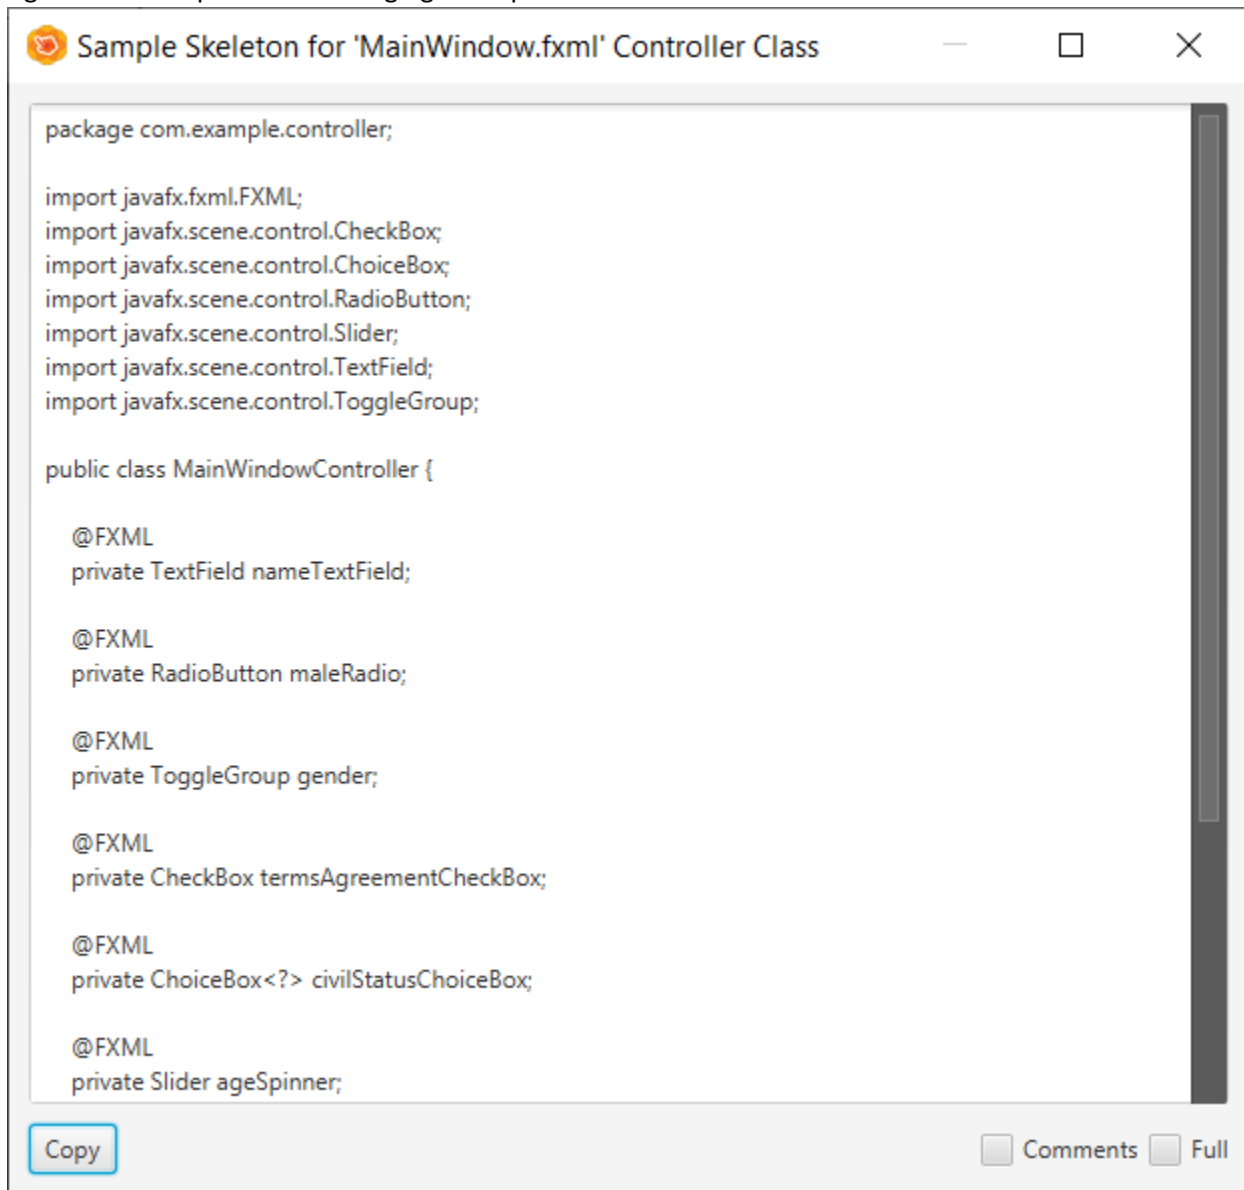 Sample Skeleton for 'MainWindow.fxml' Controller Class
package com.example.controller;
import javafx.fxml.FXML;
import javafx.scene.control.CheckBox;
import javafx.scene.control.ChoiceBox;
import javafx.scene.control.RadioButton;
import javafx.scene.control.Slider;
import javafx.scene.control.TextField;
import javafx.scene.control.ToggleGroup;
public class MainWindowController {
@FXML
private TextField nameTextField;
@FXML
private RadioButton maleRadio;
@FXML
private ToggleGroup gender;
@FXML
private CheckBox termsAgreementCheckBox;
@FXML
private ChoiceBox<?> civilStatusChoiceBox;
@FXML
private Slider ageSpinner;
Copy
Comments
Full